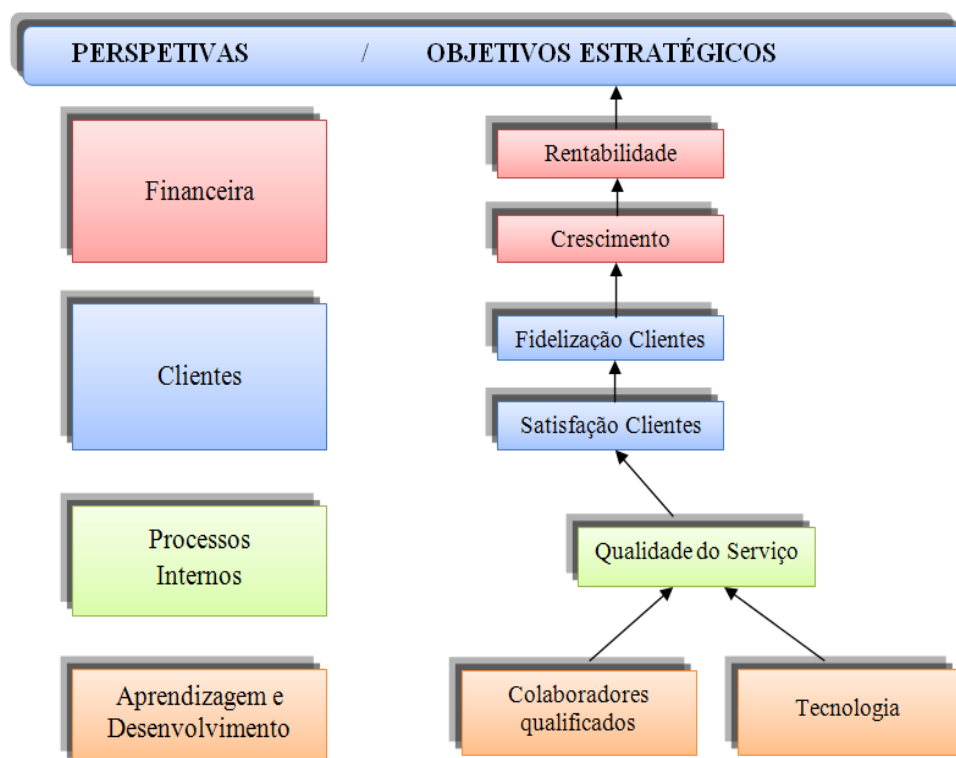 PERSPETIVAS / OBJETIVOS ESTRATÉGICOS
Financeira
Rentabilidade
Crescimento
Clientes
Fidelização Clientes
Satisfação Clientes
Processos
Internos
Qualidade do Serviço
Aprendizagem e
Desenvolvimento
Colaboradores
qualificados
Tecnologia